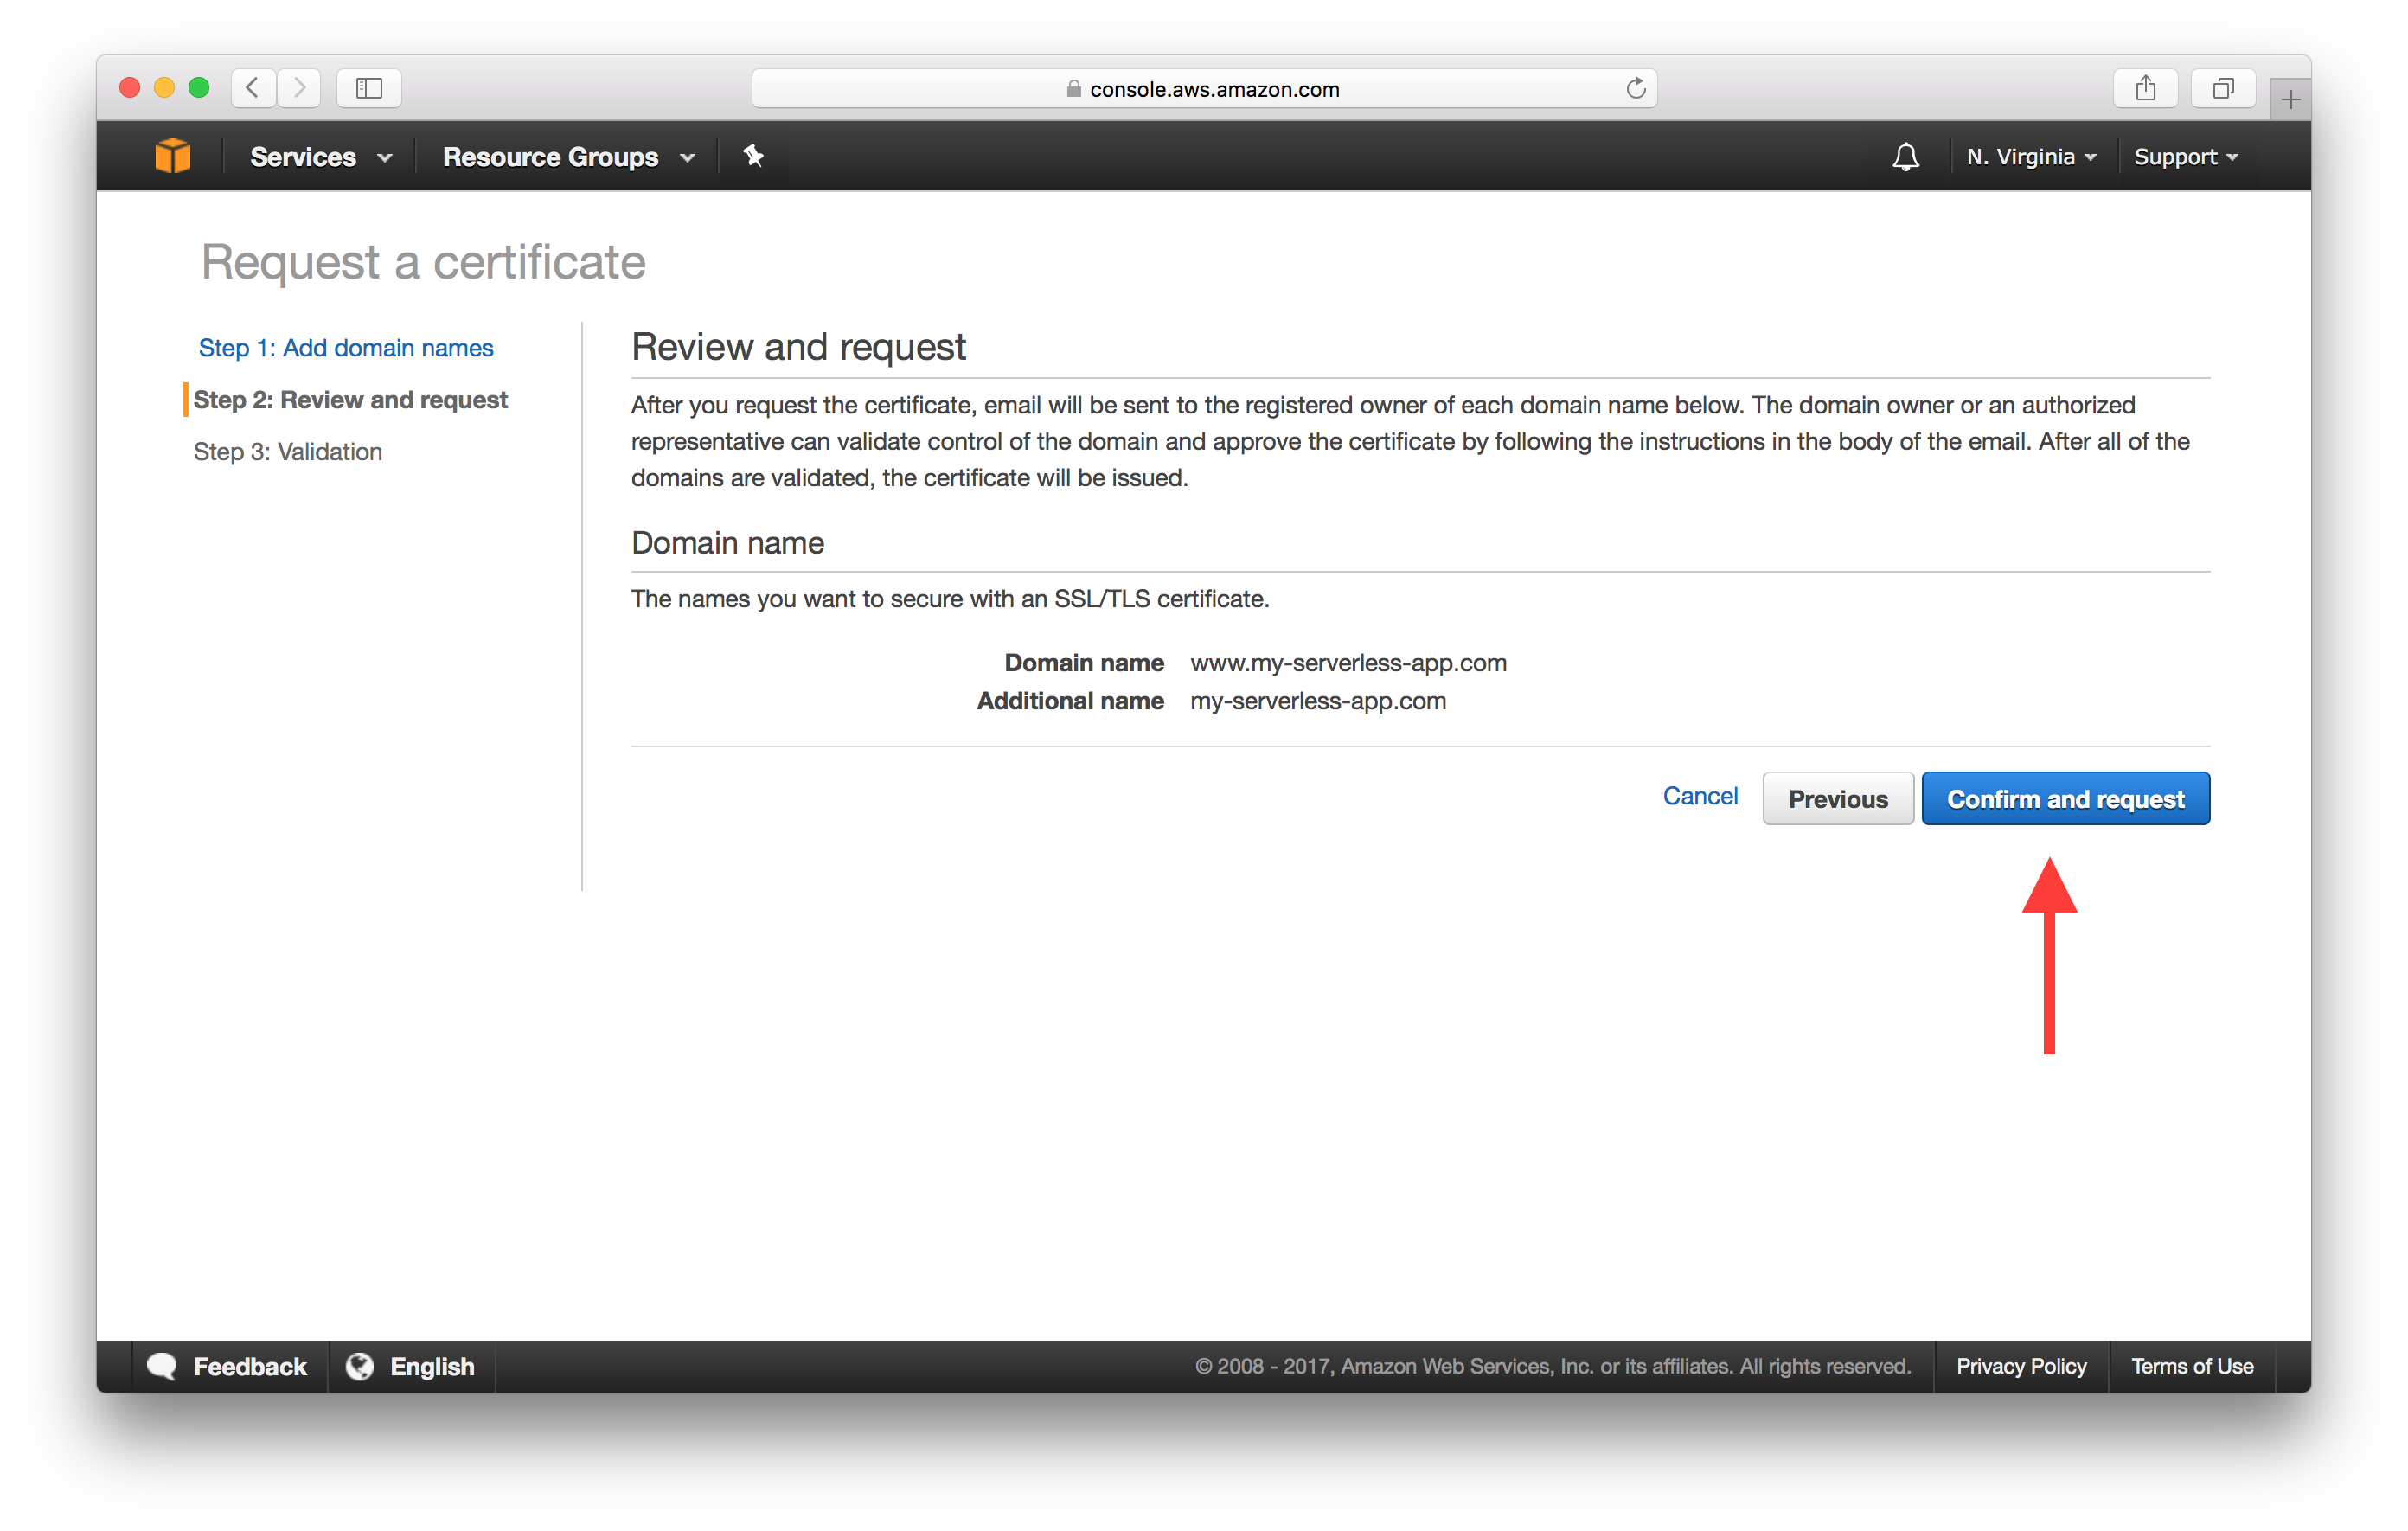 console.aws.amazon.com
Services
Resource Groups
N. Virginia
Support
Request a certificate
Step 1: Add domain names
Step 2: Review and request
Step 3: Validation
Review and request
After you request the certificate, email will be sent to the registered owner of each domain name below. The domain owner or an authorized
representative can validate control of the domain and approve the certificate by following the instructions in the body of the email. After all of the
domains are validated, the certificate will be issued.
Domain name
The names you want to secure with an SSL/TLS certificate.
Domain name www.my-serverless-app.com
Additional name my-serverless-app.com
Cancel
Previous
Confirm and request
Feedback
English
© 2008 - 2017, Amazon Web Services, Inc. or its affiliates. All rights reserved.
Privacy Policy
Terms of Use